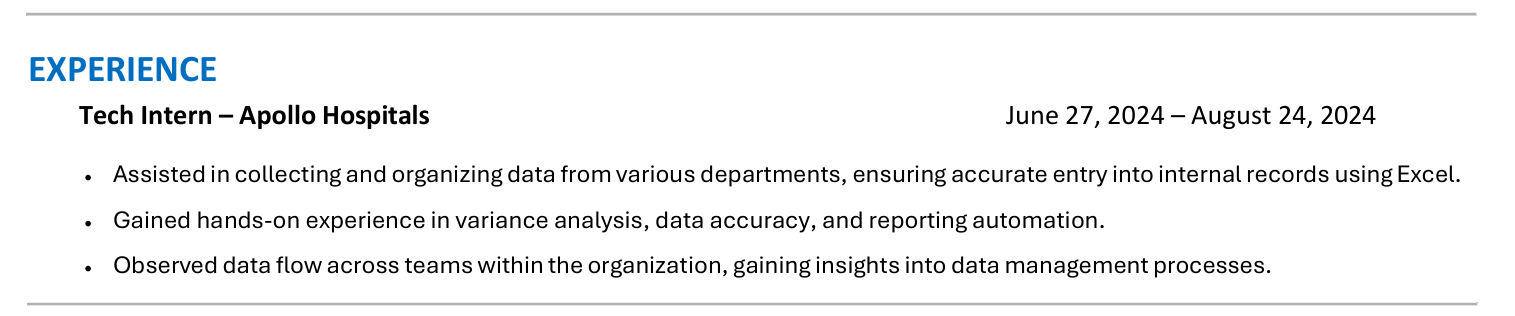 EXPERIENCE
Tech Intern – Apollo Hospitals June 27, 2024 – August 24, 2024
• Assisted in collecting and organizing data from various departments, ensuring accurate entry into internal records using Excel.
• Gained hands-on experience in variance analysis, data accuracy, and reporting automation.
• Observed data flow across teams within the organization, gaining insights into data management processes.